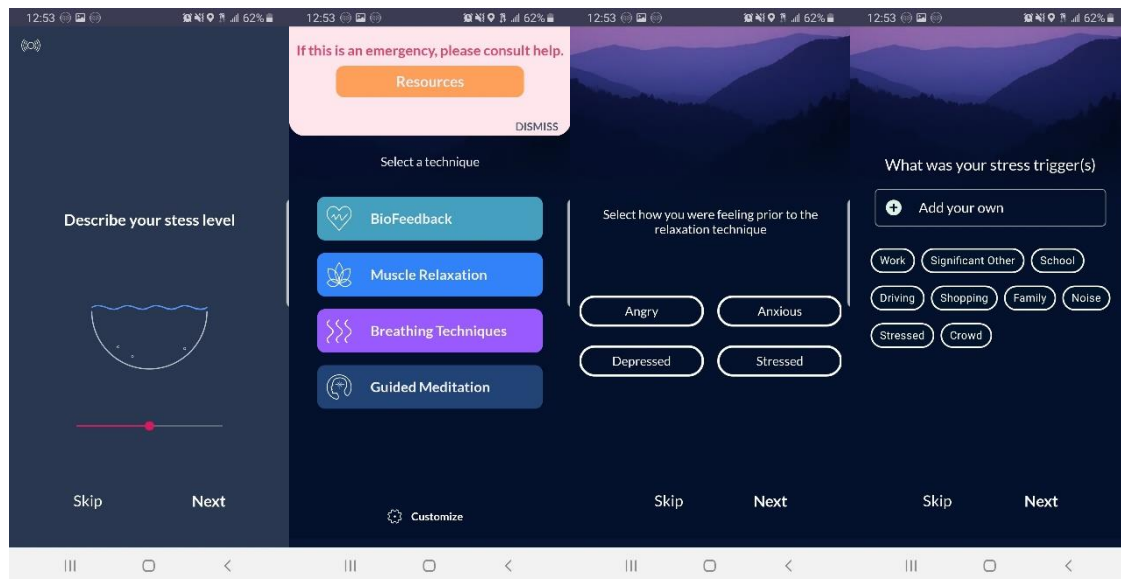 12:53
62%
Describe your stess level
Skip
Next
12:53
62%
If this is an emergency, please consult help.
Resources
DISMISS
Select a technique
BioFeedback
Muscle Relaxation
Breathing Techniques
Guided Meditation
Customize
12:53
62%
Select how you were feeling prior to the
relaxation technique
Angry
Anxious
Depressed
Stressed
Skip
Next
12:53
62%
What was your stress trigger(s)
Add your own
Work
Significant Other
School
Driving
Shopping
Family
Noise
Stressed
Crowd
Skip
Next